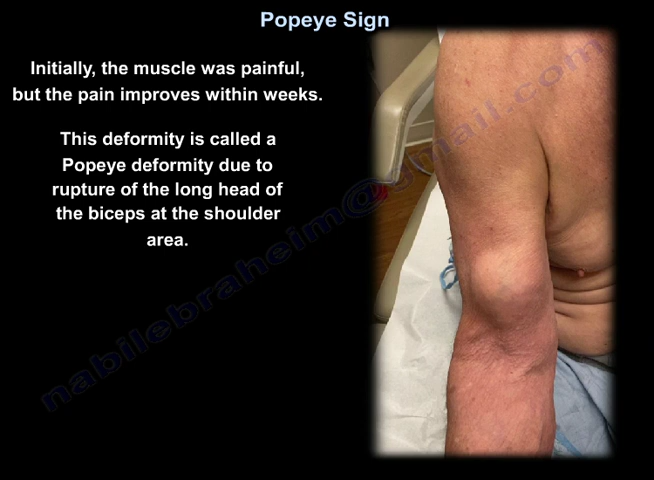 Popeye Sign
Initially, the muscle was painful,
but the pain improves within weeks.
This deformity is called a
Popeye deformity due to
rupture of the long head of
the biceps at the shoulder
area.
nabilebraheim@gmail.com